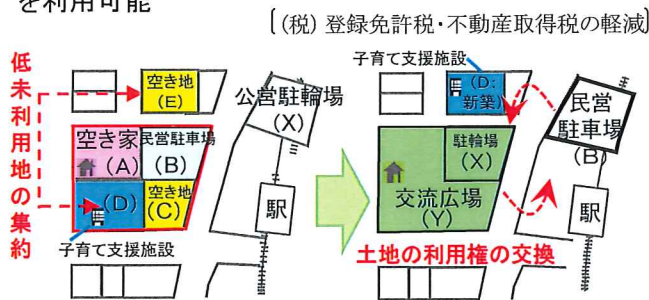 を利用可能
〔(税) 登録免許税・不動産取得税の軽減〕
低未利用地の集約
空き地
(E)
公営駐輪場
(X)
空き家
(A)
民営駐車場
(B)
(D)
空き地
(C)
駅
子育て支援施設
子育て支援施設
(D:
新築)
民営
駐車場
(B)
駐輪場
(X)
交流広場
(Y)
駅
土地の利用権の交換